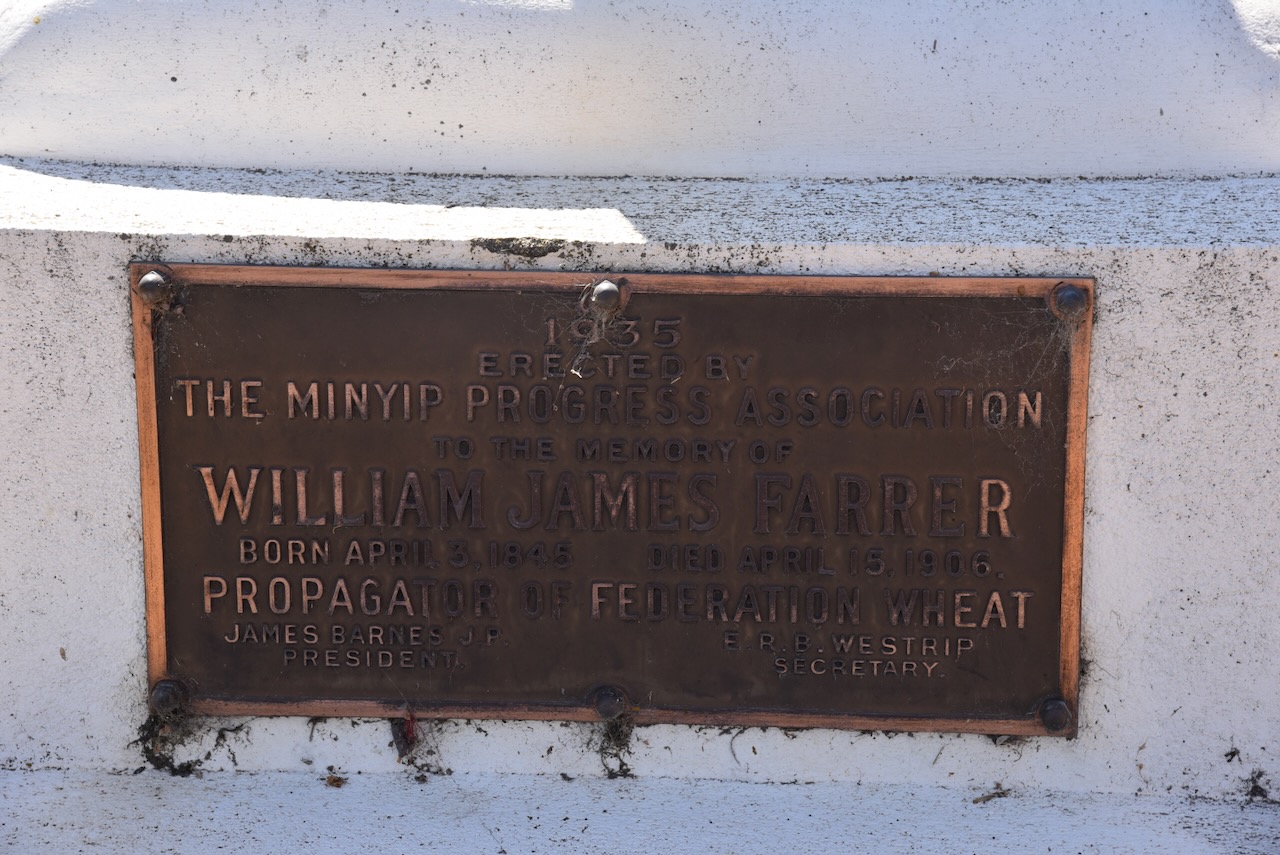 1935
ERECTED BY
THE MINYIP PROGRESS ASSOCIATION
TO THE MEMORY OF
WILLIAM JAMES FARRER
BORN APRIL 3, 1845 DIED APRIL 15, 1906.
PROPAGATOR OF FEDERATION WHEAT
JAMES BARNES J.P. E.R.B. WESTRIP
PRESIDENT. SECRETARY.